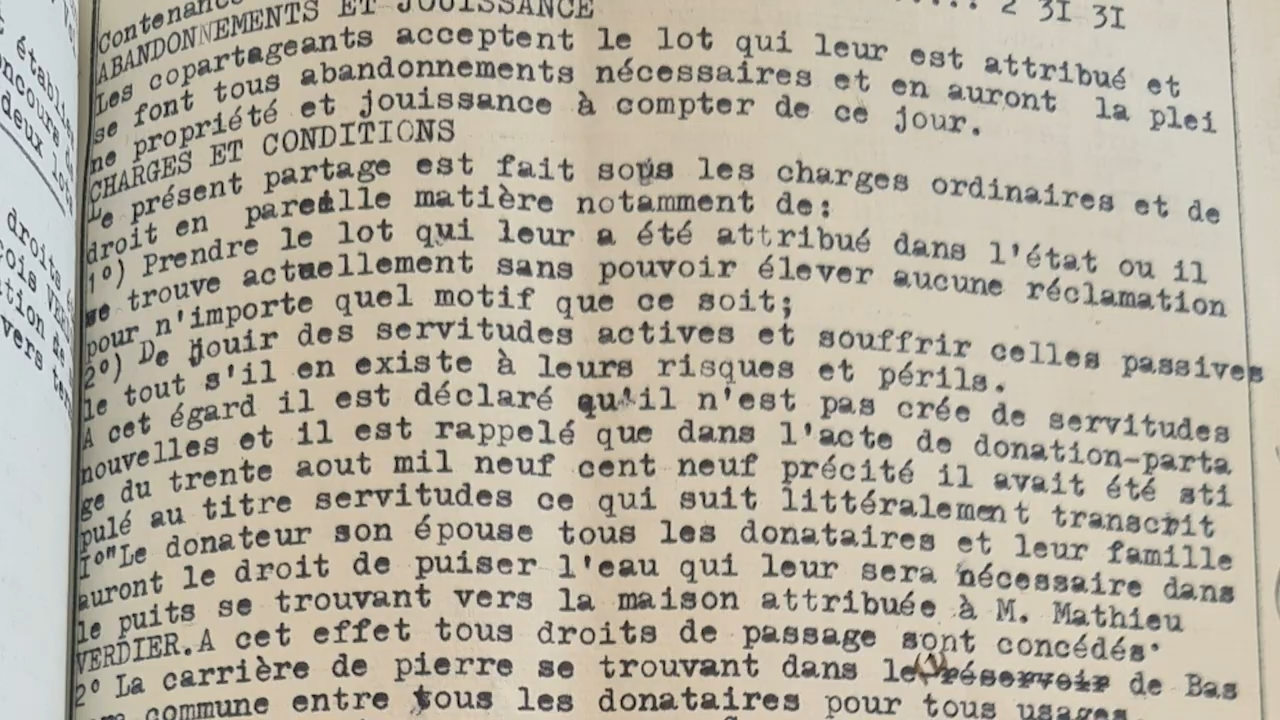 Contenance ..... 2 3I 3I
ABANDONNEMENTS ET JOUISSANCE
Les copartageants acceptent le lot qui leur est attribué et
se font tous abandonnements nécessaires et en auront la plei
ne propriété et jouissance à compter de ce jour.
CHARGES ET CONDITIONS
Le présent partage est fait sous les charges ordinaires et de
droit en pareille matière notamment de:
1°) Prendre le lot qui leur a été attribué dans l'état ou il
se trouve actuellement sans pouvoir élever aucune réclamation
pour n'importe quel motif que ce soit;
2°) De jouir des servitudes actives et souffrir celles passives
le tout s'il en existe à leurs risques et périls.
A cet égard il est déclaré qu'il n'est pas crée de servitudes
nouvelles et il est rappelé que dans l'acte de donation-parta
ge du trente aout mil neuf cent neuf précité il avait été sti
pulé au titre servitudes ce qui suit littéralement transcrit
I°"Le donateur son épouse tous les donataires et leur famille
auront le droit de puiser l'eau qui leur sera nécessaire dans
le puits se trouvant vers la maison attribuée à M. Mathieu
VERDIER.A cet effet tous droits de passage sont concédés.
2° La carrière de pierre se trouvant dans le réservoir de Bas
commune entre tous les donataires pour tous usages.
établies
deux lots
droits
vers